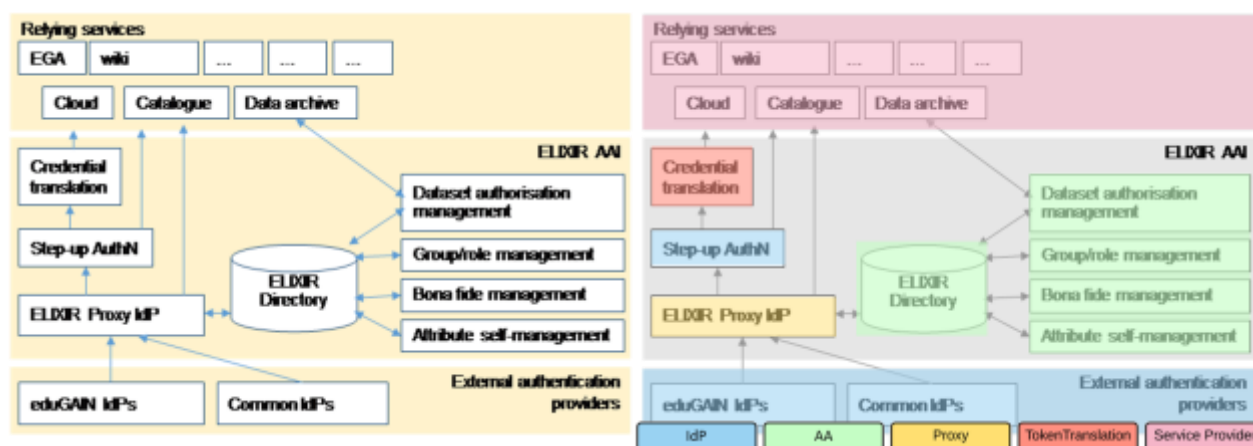 Relying services
EGA
wiki
...
...
...
Cloud
Catalogue
Data archive
ELIXIR AAI
Credential
translation
Dataset authorisation
management
Step-up AuthN
Group/role management
ELIXIR
Directory
Bona fide management
ELIXIR Proxy IdP
Attribute self-management
External authentication
providers
eduGAIN IdPs
Common IdPs
Relying services
EGA
wiki
...
...
...
Cloud
Catalogue
Data archive
ELIXIR AAI
Credential
translation
Dataset authorisation
management
Step-up AuthN
Group/role management
ELIXIR
Directory
Bona fide management
ELIXIR Proxy IdP
Attribute self-management
External authentication
providers
eduGAIN IdPs
Common IdPs
IdP
AA
Proxy
TokenTranslation
Service Provide